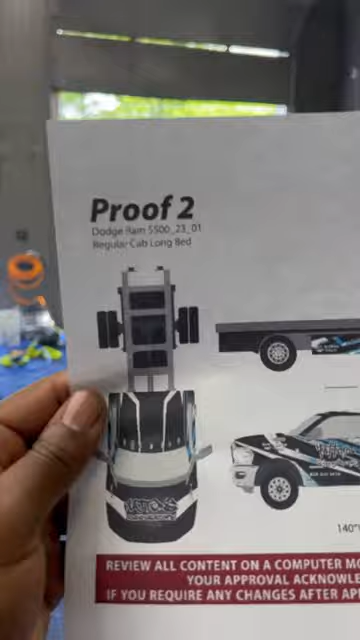 Proof 2
Dodge Ram 5500_23_01
Regular Cab Long Bed
140"
REVIEW ALL CONTENT ON A COMPUTER MO
YOUR APPROVAL ACKNOWLE
IF YOU REQUIRE ANY CHANGES AFTER AP